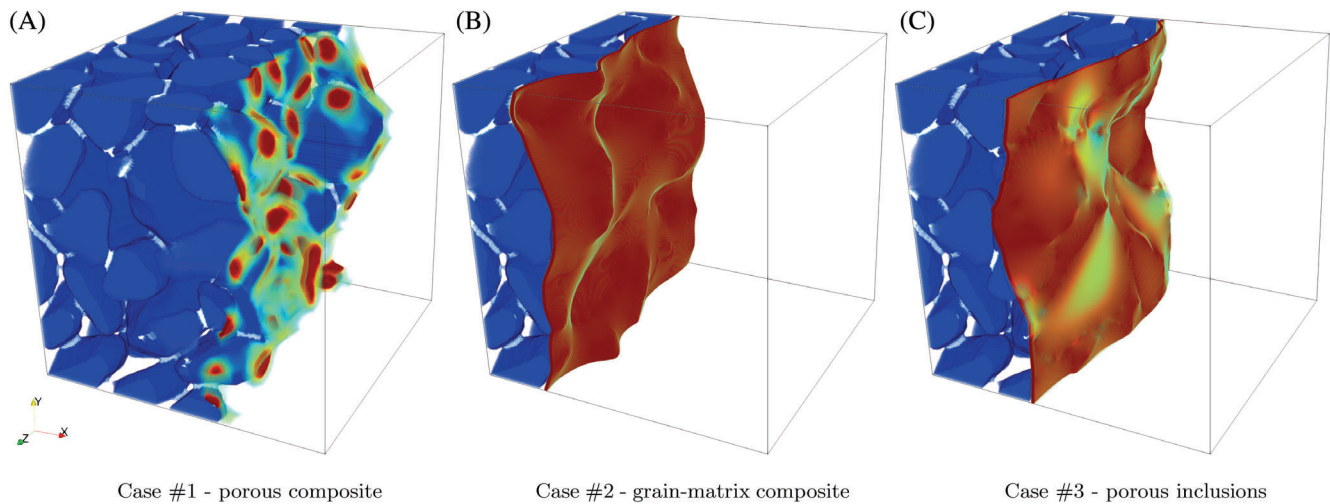 (A)
(B)
(C)
Y
Z
X
Case #1 - porous composite
Case #2 - grain-matrix composite
Case #3 - porous inclusions